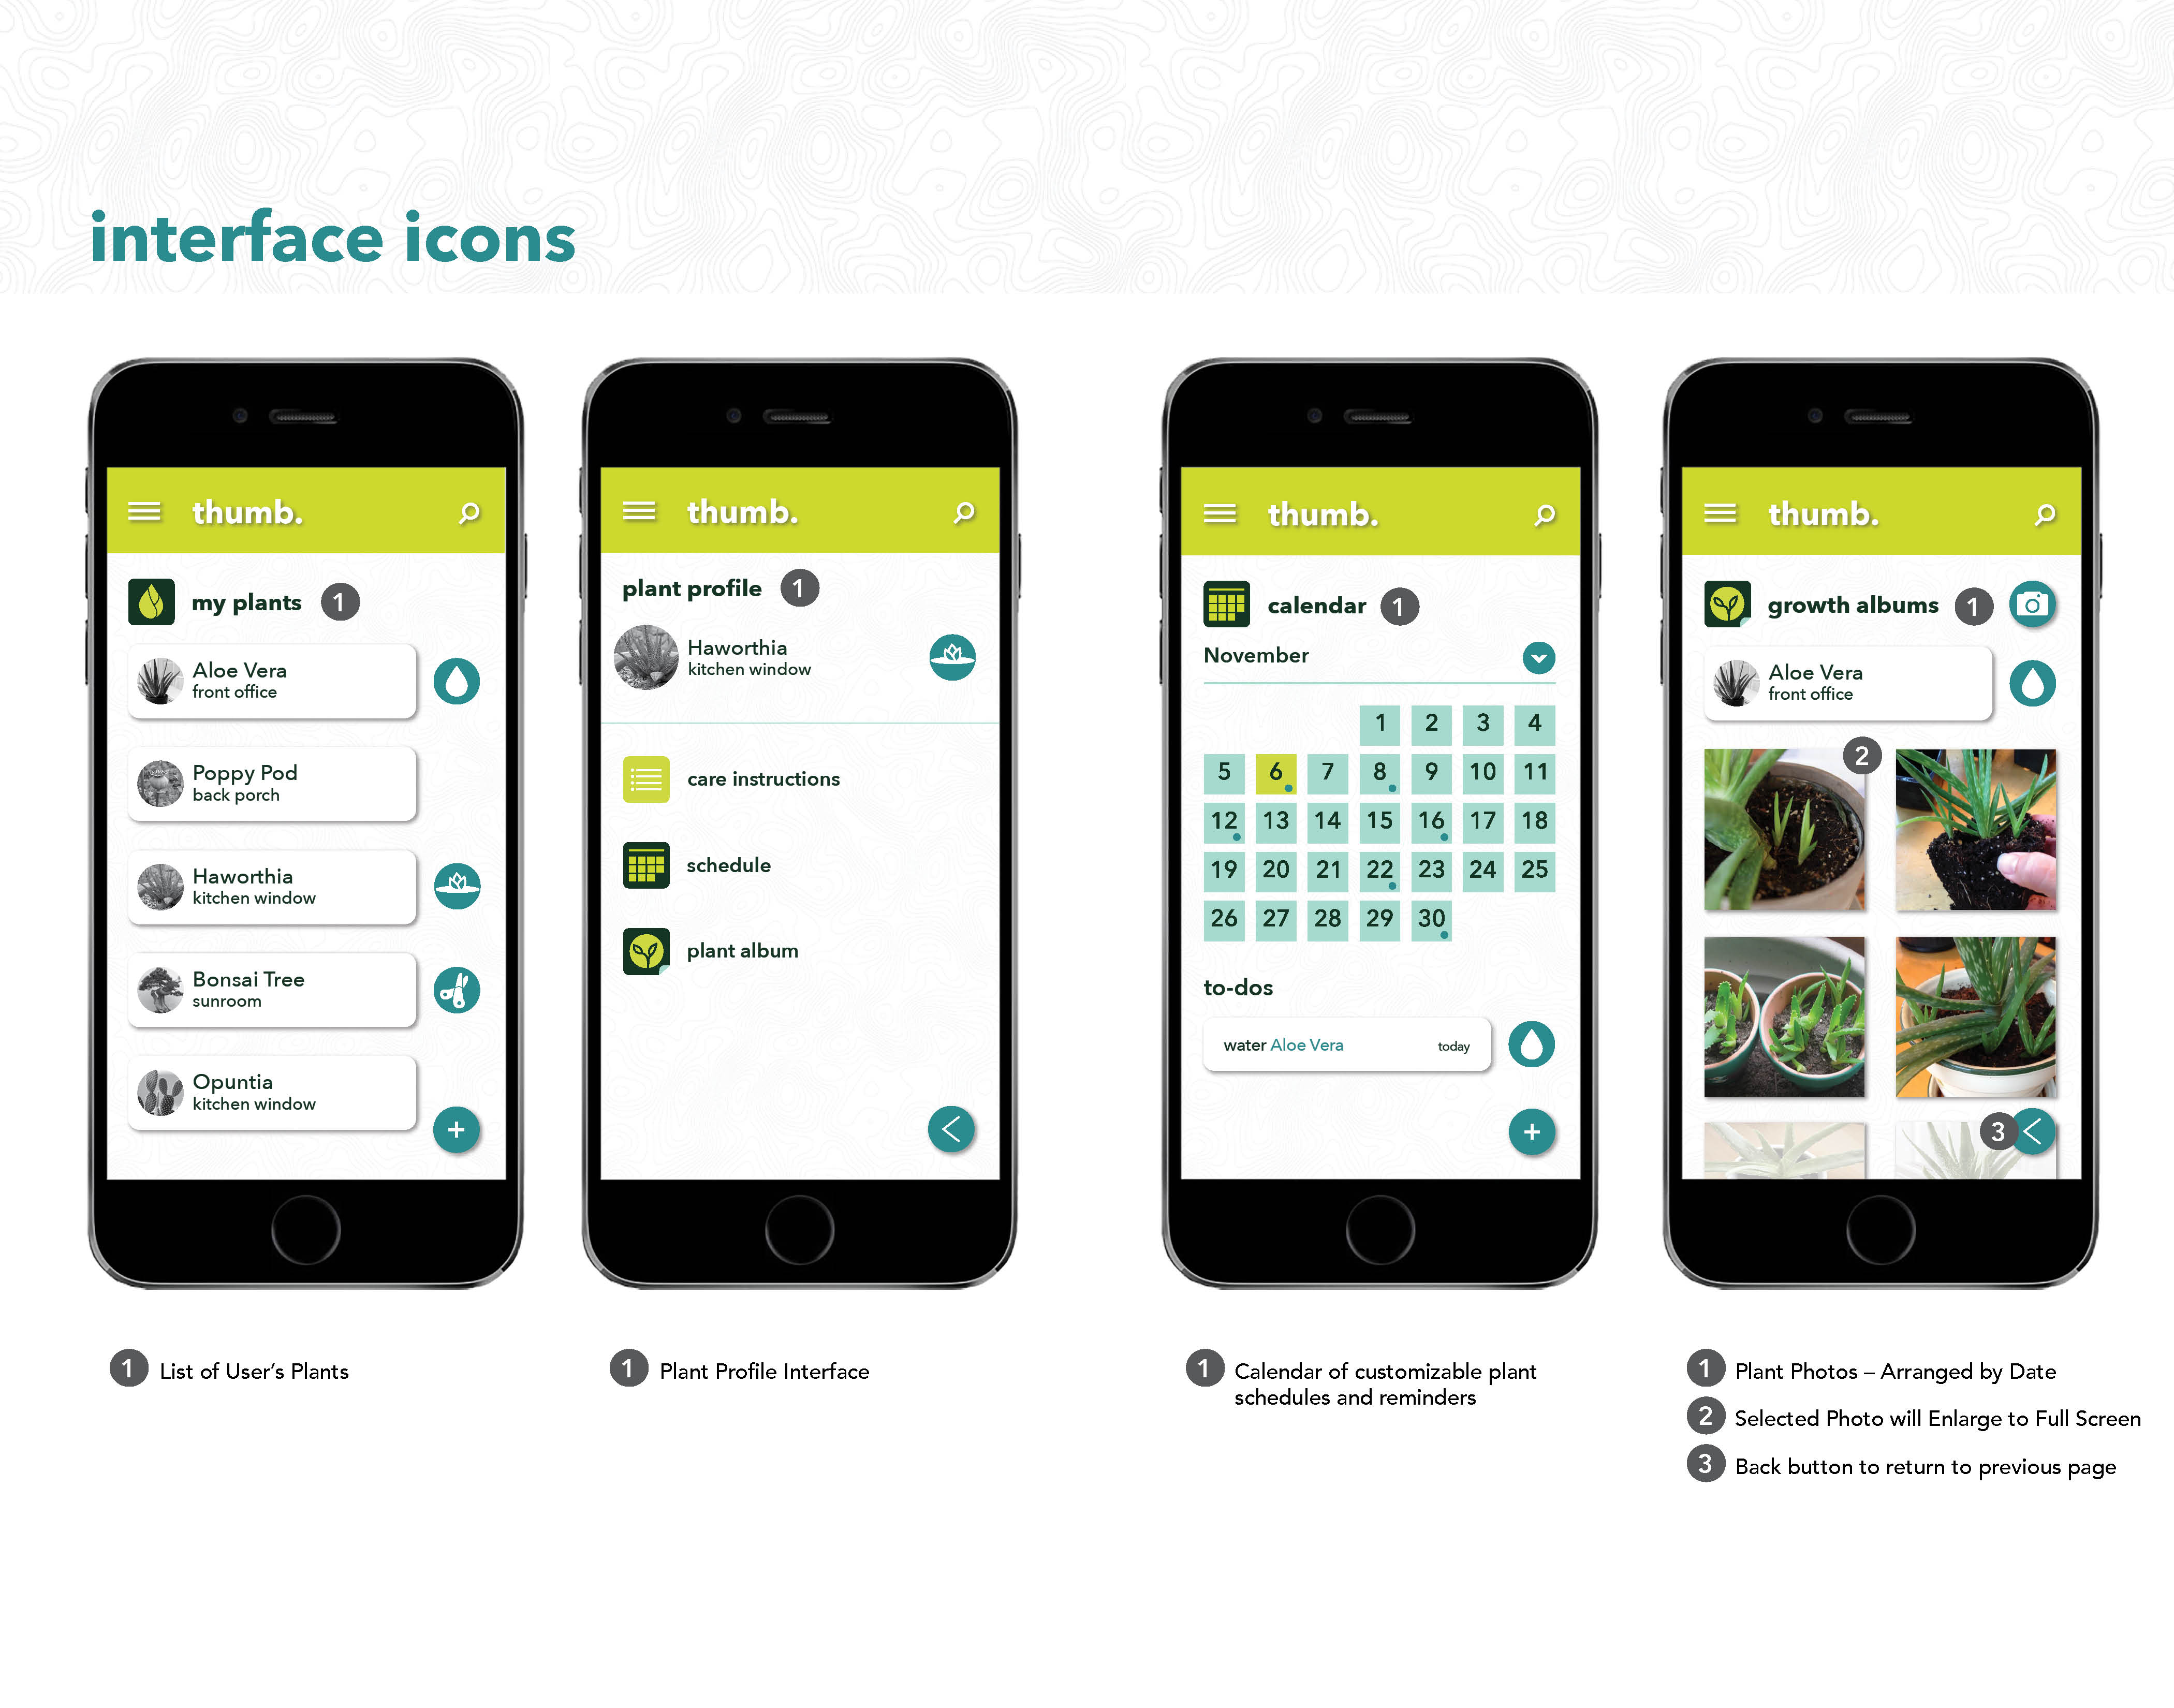 interface icons
thumb.
my plants 1
Aloe Vera
front office
Poppy Pod
back porch
Haworthia
kitchen window
Bonsai Tree
sunroom
Opuntia
kitchen window
+
1 List of User’s Plants
thumb.
plant profile 1
Haworthia
kitchen window
care instructions
schedule
plant album
1 Plant Profile Interface
thumb.
calendar 1
November
1 2 3 4
5 6 7 8 9 10 11
12 13 14 15 16 17 18
19 20 21 22 23 24 25
26 27 28 29 30
to-dos
water Aloe Vera today
+
1 Calendar of customizable plant
schedules and reminders
thumb.
growth albums 1
Aloe Vera
front office
2
3
1 Plant Photos – Arranged by Date
2 Selected Photo will Enlarge to Full Screen
3 Back button to return to previous page